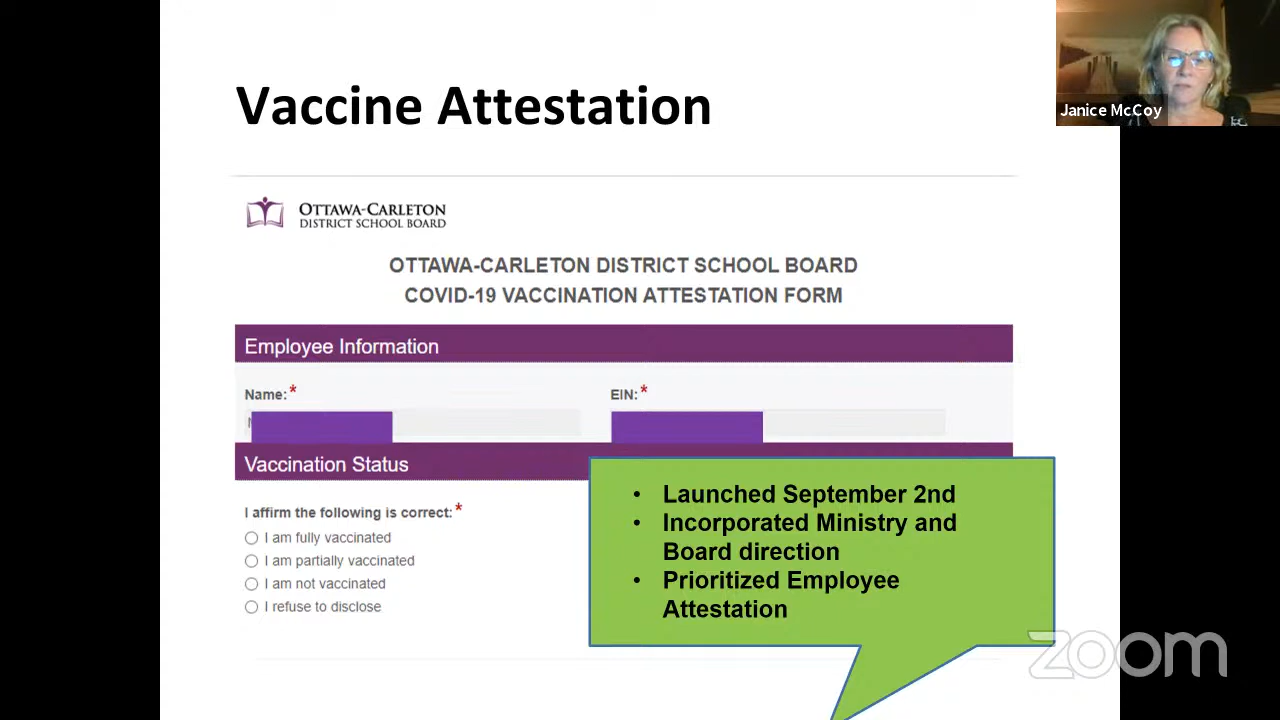 Vaccine Attestation
Janice McCoy
OTTAWA-CARLETON
DISTRICT SCHOOL BOARD
OTTAWA-CARLETON DISTRICT SCHOOL BOARD
COVID-19 VACCINATION ATTESTATION FORM
Employee Information
Name:*
EIN:*
Vaccination Status
I affirm the following is correct:*
I am fully vaccinated
I am partially vaccinated
I am not vaccinated
I refuse to disclose
• Launched September 2nd
• Incorporated Ministry and
Board direction
• Prioritized Employee
Attestation
zoom